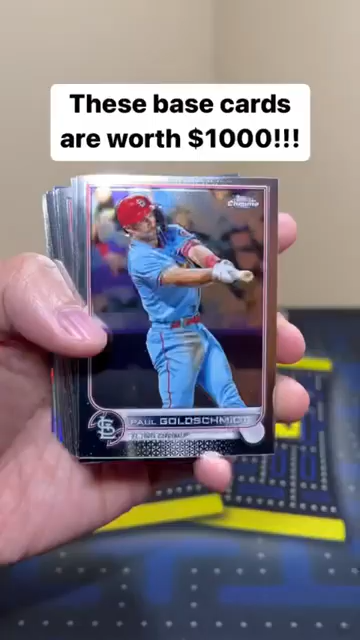 These base cards
are worth $1000!!!
Topps
Chrome
PAUL GOLDSCHMIDT